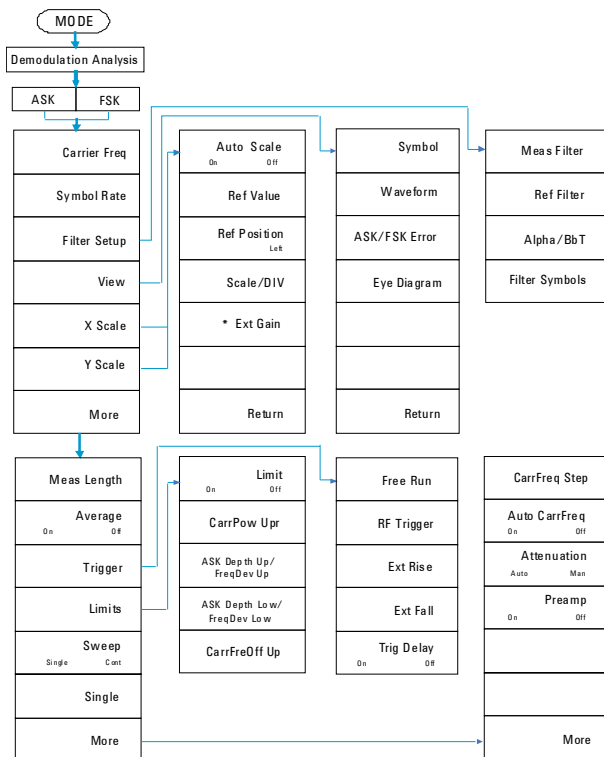 MODE
Demodulation Analysis
ASK
FSK
Carrier Freq
Symbol Rate
Filter Setup
View
X Scale
Y Scale
More
Auto Scale
On Off
Ref Value
Ref Position
Left
Scale/DIV
* Ext Gain
Return
Symbol
Waveform
ASK/FSK Error
Eye Diagram
Return
Meas Filter
Ref Filter
Alpha/BbT
Filter Symbols
Meas Length
Average
On Off
Trigger
Limits
Sweep
Single Cont
Single
More
Limit
On Off
CarrPow Upr
ASK Depth Up/
FreqDev Up
ASK Depth Low/
FreqDev Low
CarrFreOff Up
Free Run
RF Trigger
Ext Rise
Ext Fall
Trig Delay
On Off
CarrFreq Step
Auto CarrFreq
On Off
Attenuation
Auto Man
Preamp
On Off
More